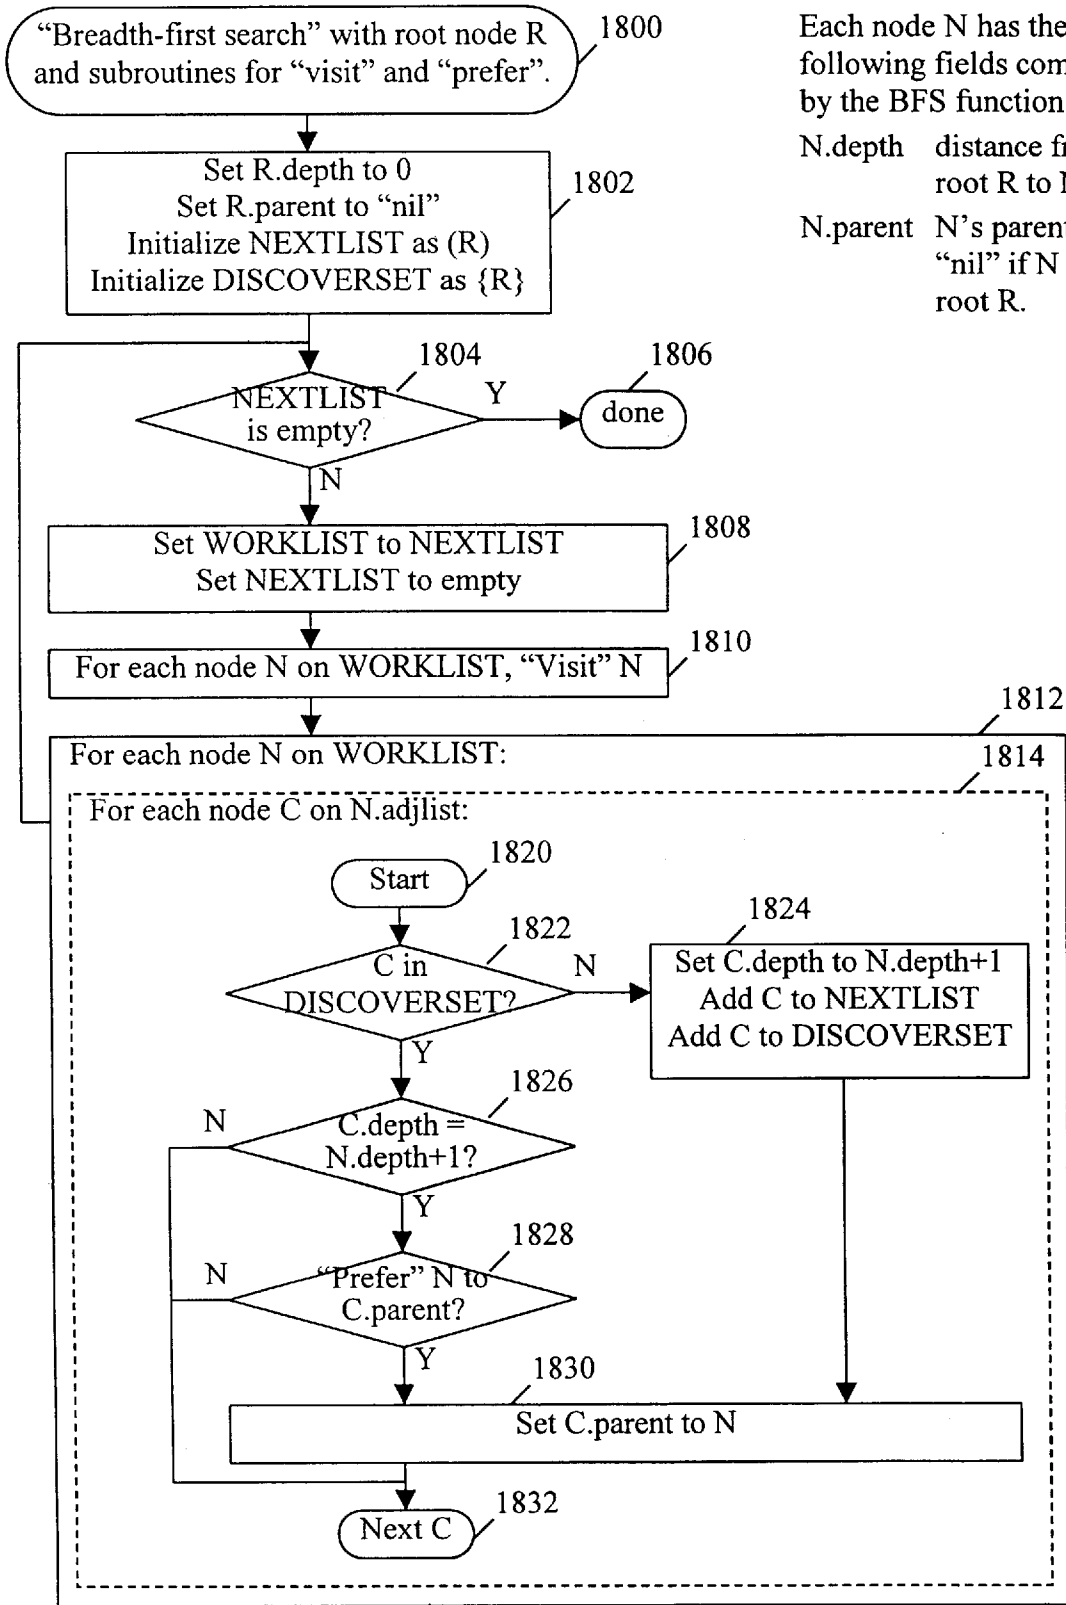 “Breadth-first search” with root node R
and subroutines for “visit” and “prefer”.
1800
Each node N has the
following fields com
by the BFS function
N.depth distance fr
root R to N
N.parent N’s parent
“nil” if N
root R.
Set R.depth to 0
Set R.parent to “nil”
Initialize NEXTLIST as (R)
Initialize DISCOVERSET as {R}
1802
NEXTLIST
is empty?
1804
Y
done
1806
N
Set WORKLIST to NEXTLIST
Set NEXTLIST to empty
1808
For each node N on WORKLIST, “Visit” N
1810
1812
For each node N on WORKLIST:
1814
For each node C on N.adjlist:
Start
1820
C in
DISCOVERSET?
1822
N
1824
Set C.depth to N.depth+1
Add C to NEXTLIST
Add C to DISCOVERSET
Y
1826
C.depth =
N.depth+1?
N
Y
1828
“Prefer” N to
C.parent?
N
Y
1830
Set C.parent to N
Next C
1832